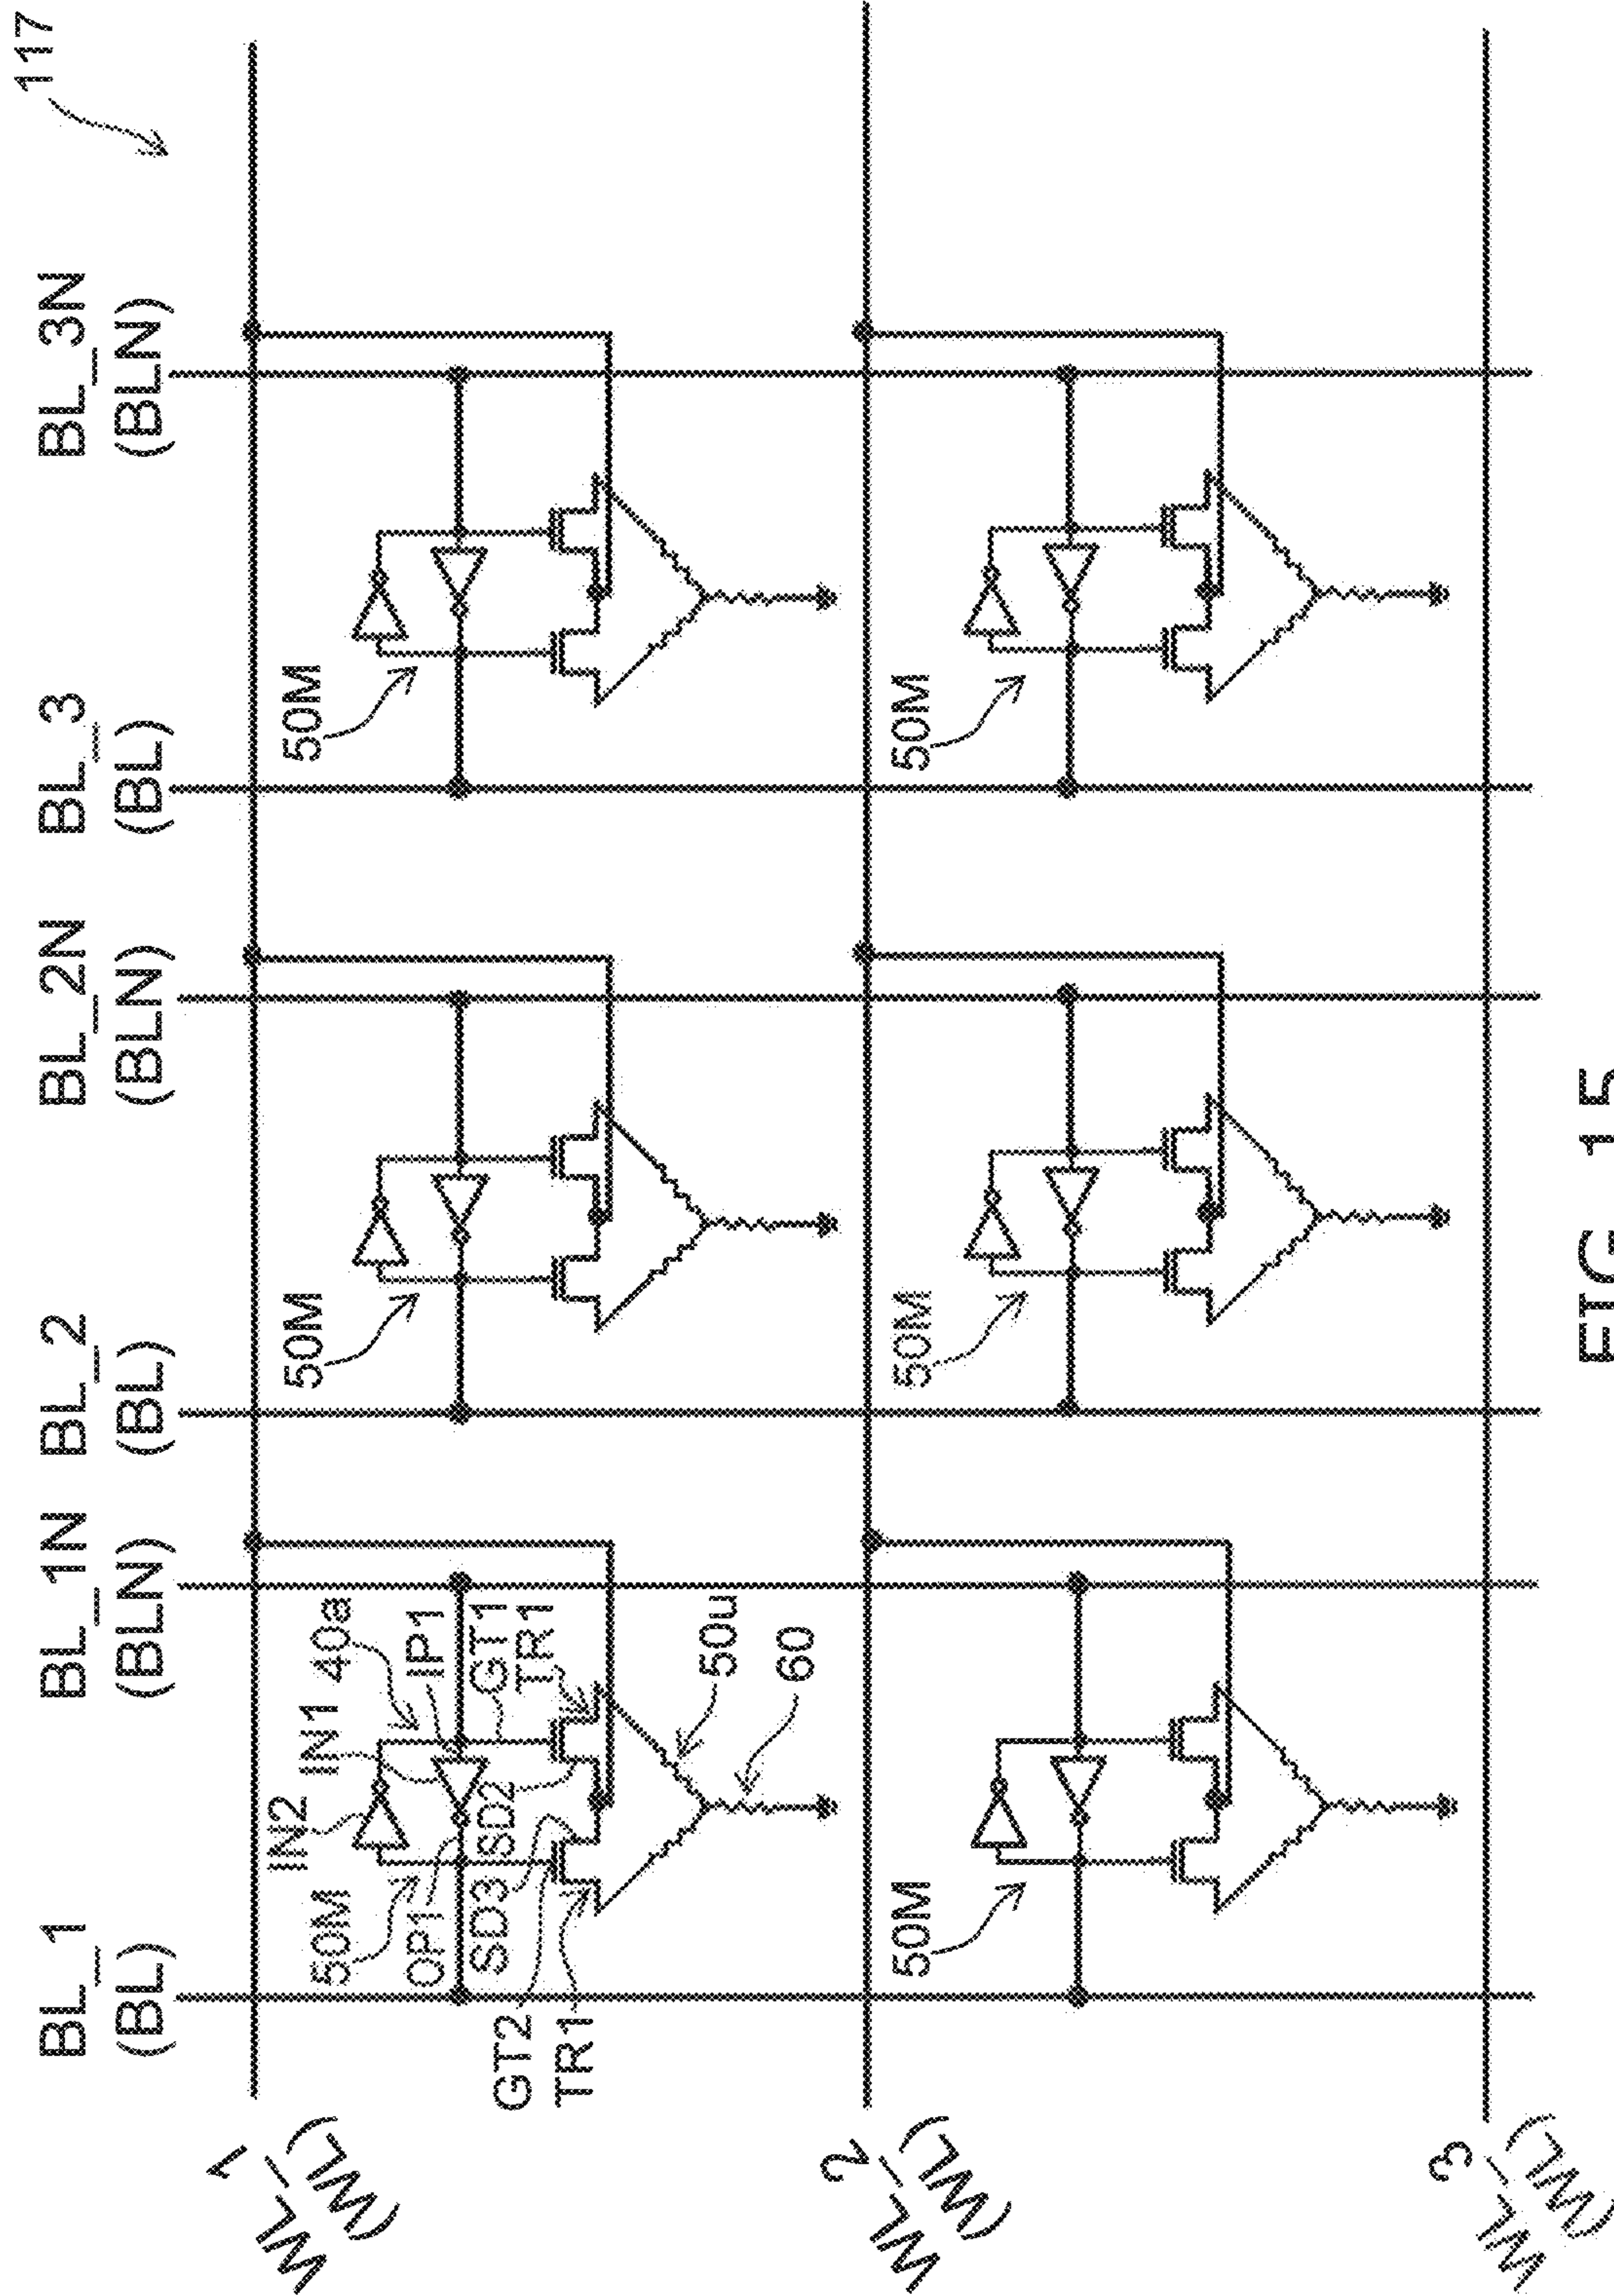 117
BL_1
(BL)
BL_1N
(BLN)
BL_2
(BL)
BL_2N
(BLN)
BL_3
(BL)
BL_3N
(BLN)
WL_1
(WL)
IN2
IN1
40a
50M
OP1
IP1
SD3
SD2
GT1
GT2
TR1
TR1
50u
60
50M
50M
WL_2
(WL)
50M
50M
50M
WL_3
(WL)
FIG. 15